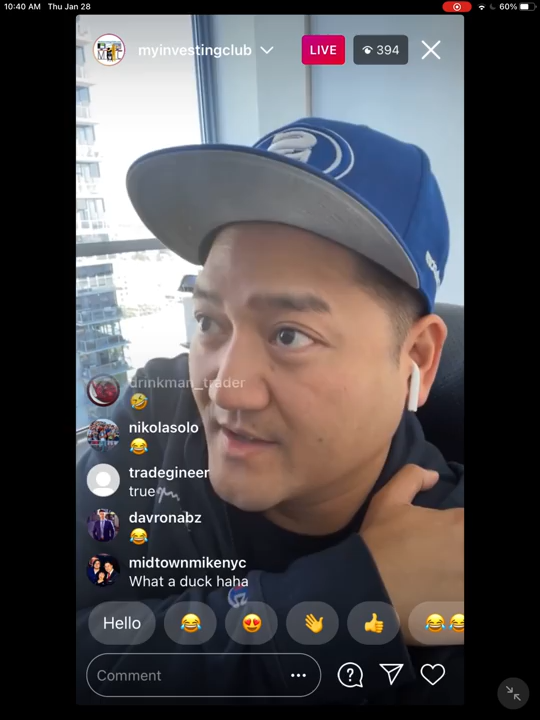 10:40 AM Thu Jan 28
60%
myinvestingclub
LIVE
394
drinkman_trader
🤣
nikolasolo
😂
tradegineer
true
davronabz
😂
midtownmikenyc
What a duck haha
Hello 😂 😍 👋 👍 😂😂
Comment